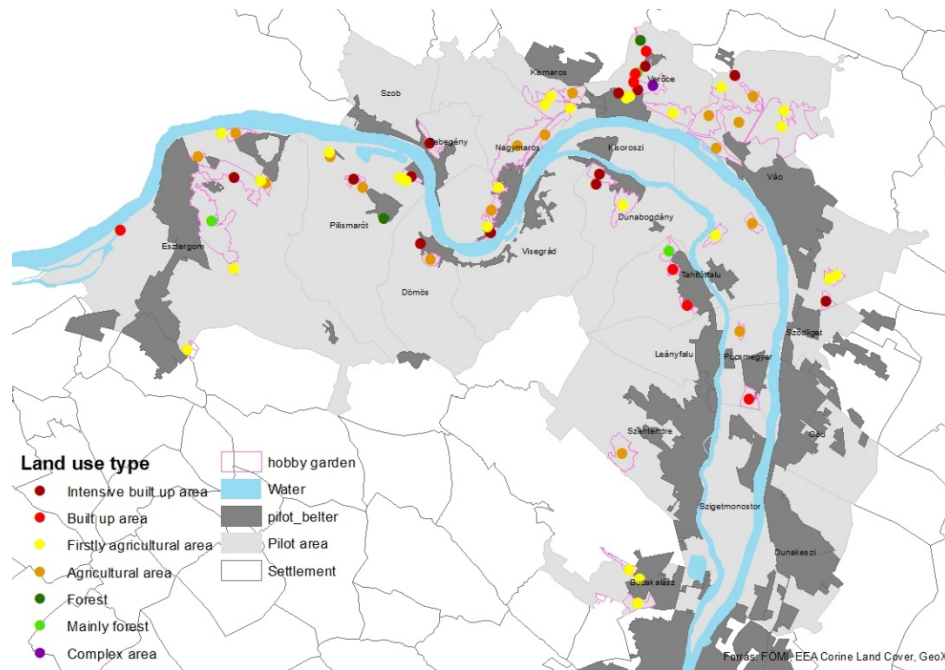 Kismaros
Verőce
Szob
Zebegény
Nagymaros
Kisoroszi
Vác
Dunabogdány
Pilismarót
Esztergom
Visegrád
Tahitótfalu
Dömös
Sződliget
Leányfalu
Pócsmegyer
Szentendre
Göd
Szigetmonostor
Dunakeszi
Budakalász
Land use type
Intensive built up area
Built up area
Firstly agricultural area
Agricultural area
Forest
Mainly forest
Complex area
hobby garden
Water
pilot_belter
Pilot area
Settlement
Forrás: FÖMI, EEA Corine Land Cover, GeoX